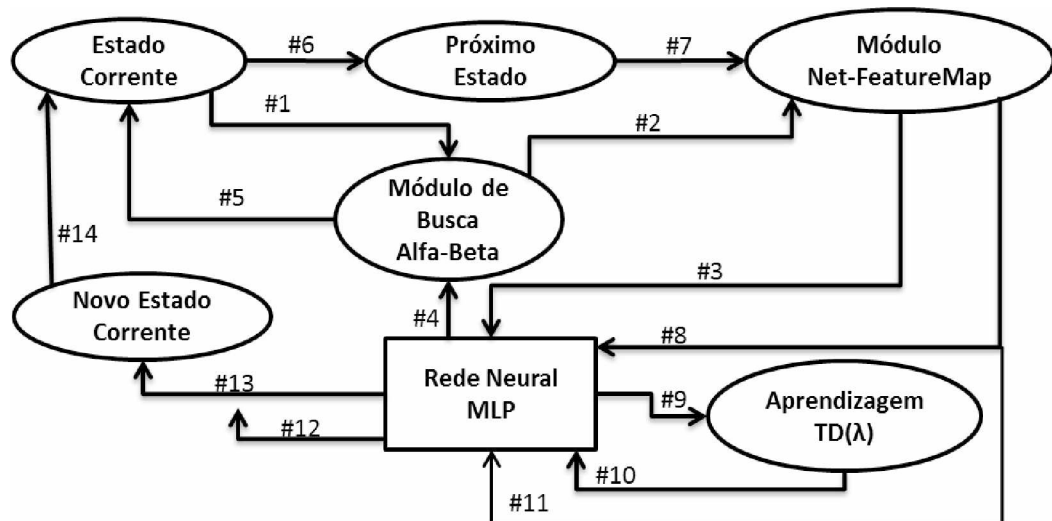 Estado
Corrente
#6
Próximo
Estado
#7
Módulo
Net-FeatureMap
#1
#2
Módulo de
Busca
Alfa-Beta
#5
#14
#3
Novo Estado
Corrente
#4
#8
#13
Rede Neural
MLP
#9
Aprendizagem
TD(λ)
#12
#10
#11